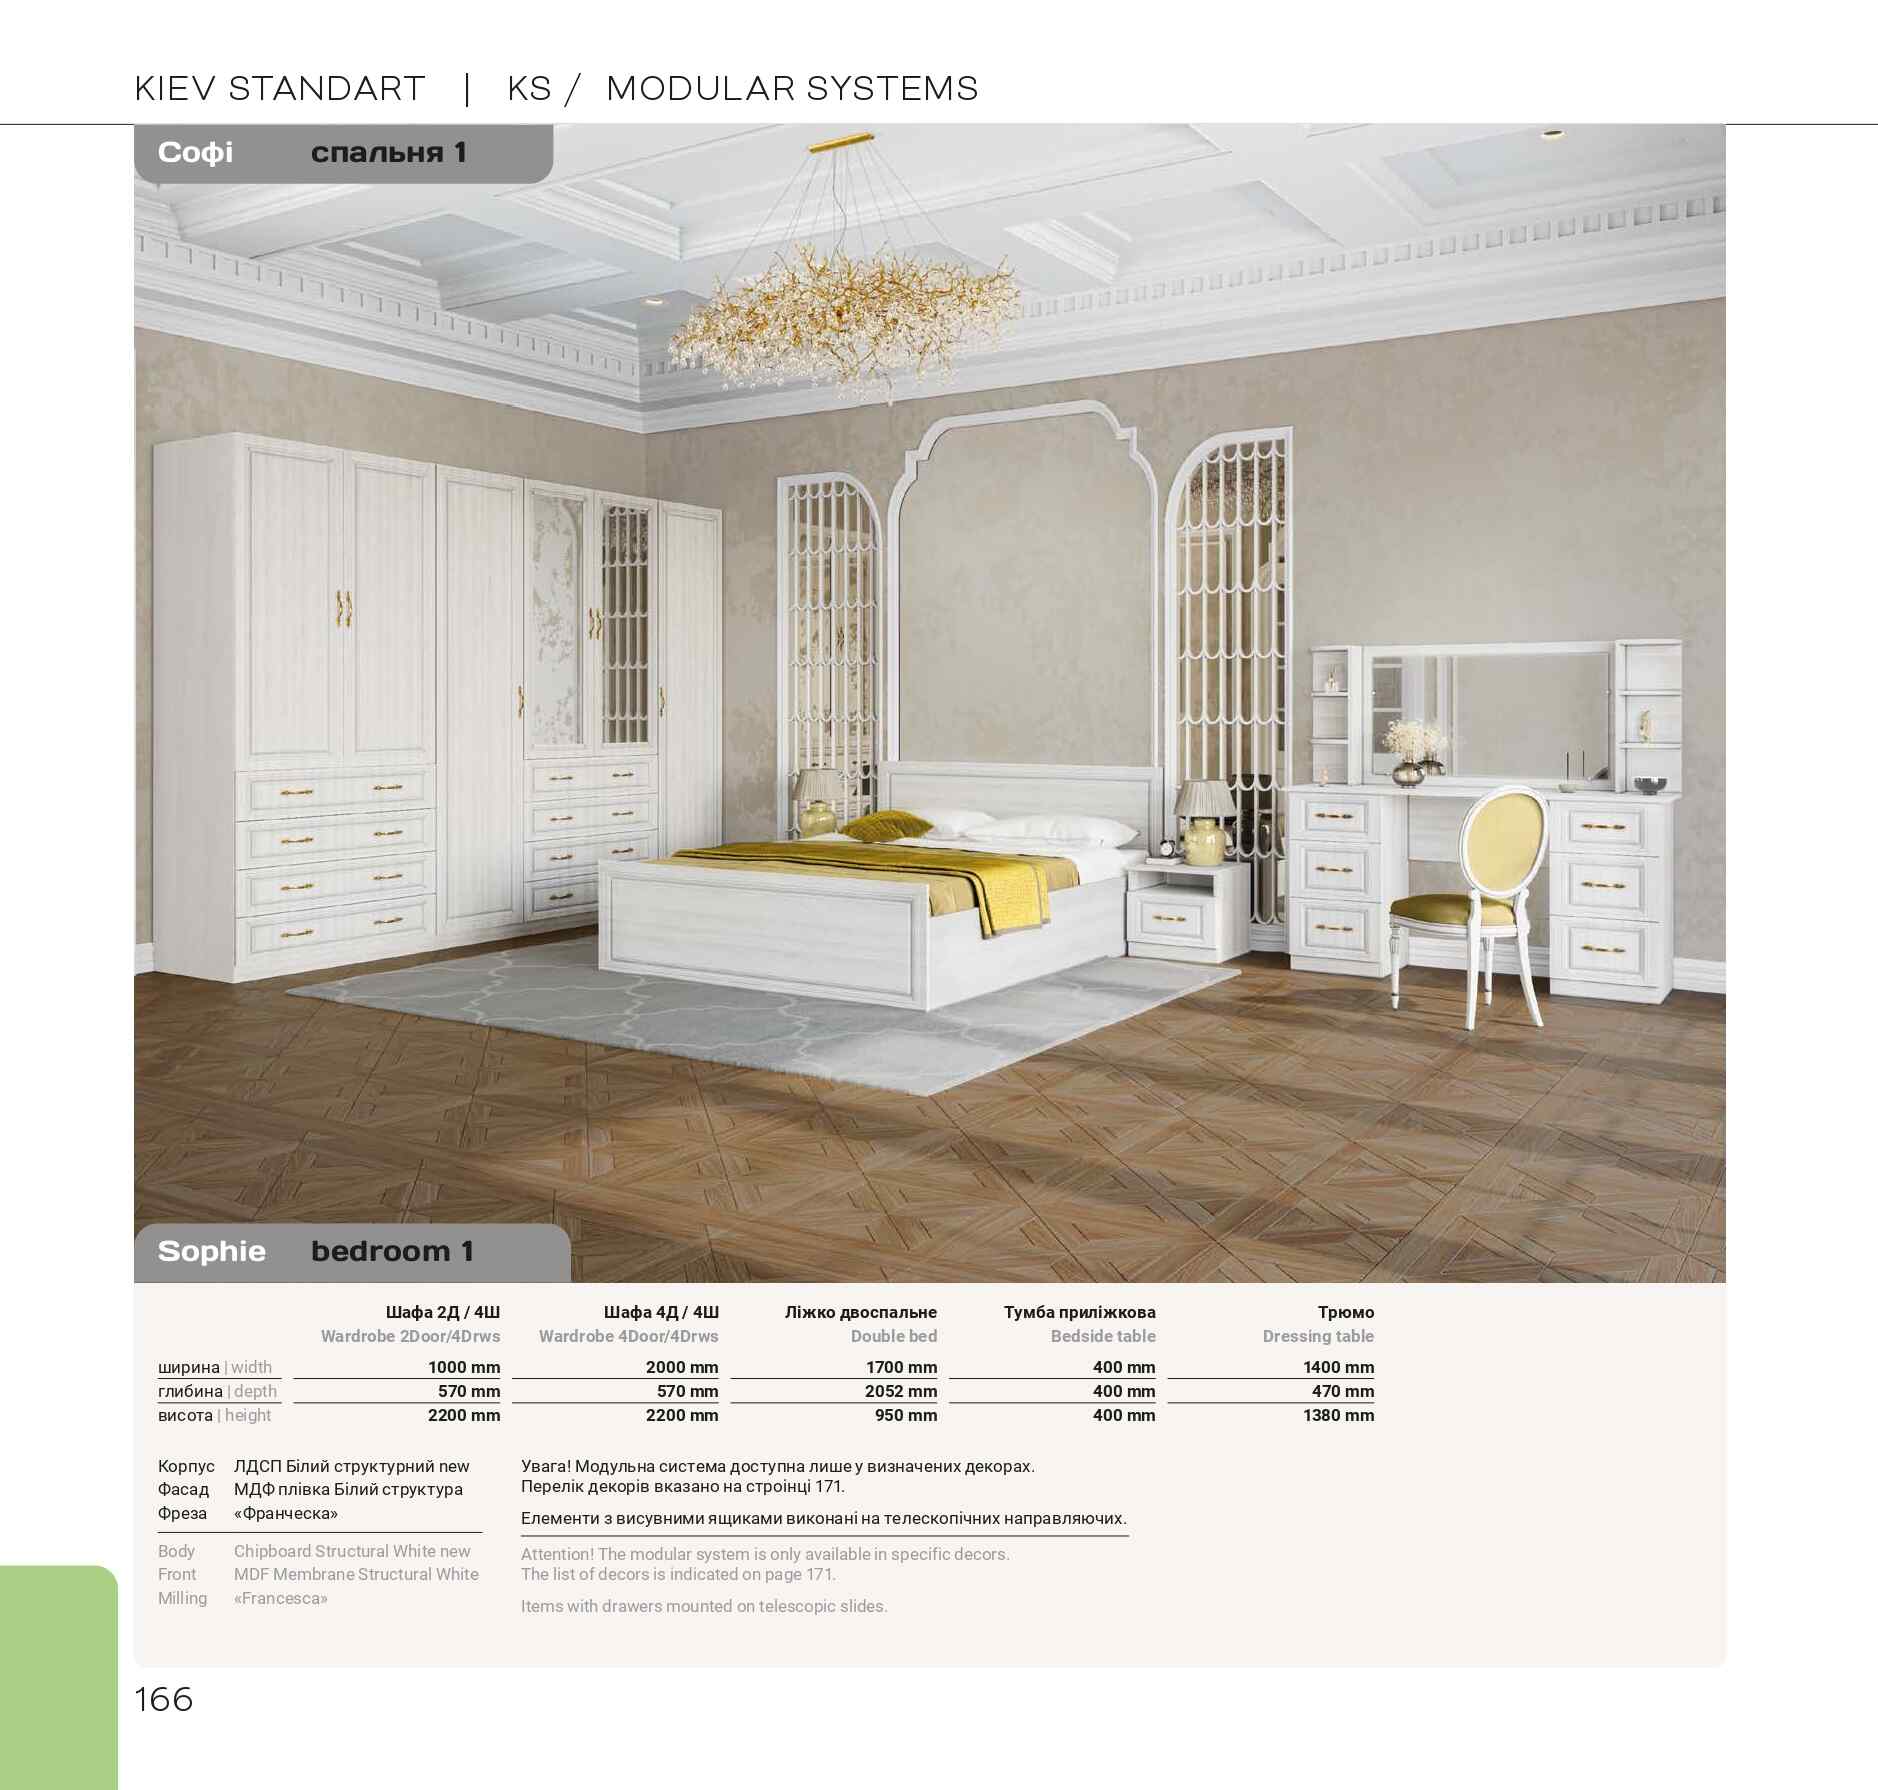 KIEV STANDART | KS / MODULAR SYSTEMS
Софі спальня 1
Sophie bedroom 1
Шафа 2Д / 4Ш Шафа 4Д / 4Ш Ліжко двоспальне Тумба приліжкова Трюмо
Wardrobe 2Door/4Drws Wardrobe 4Door/4Drws Double bed Bedside table Dressing table
ширина | width 1000 mm 2000 mm 1700 mm 400 mm 1400 mm
глибина | depth 570 mm 570 mm 2052 mm 400 mm 470 mm
висота | height 2200 mm 2200 mm 950 mm 400 mm 1380 mm
Корпус ЛДСП Білий структурний new
Фасад МДФ плівка Білий структура
Фреза «Франческа»
Body Chipboard Structural White new
Front MDF Membrane Structural White
Milling «Francesca»
Увага! Модульна система доступна лише у визначених декорах.
Перелік декорів вказано на строінці 171.
Елементи з висувними ящиками виконані на телескопічних направляючих.
Attention! The modular system is only available in specific decors.
The list of decors is indicated on page 171.
Items with drawers mounted on telescopic slides.
166